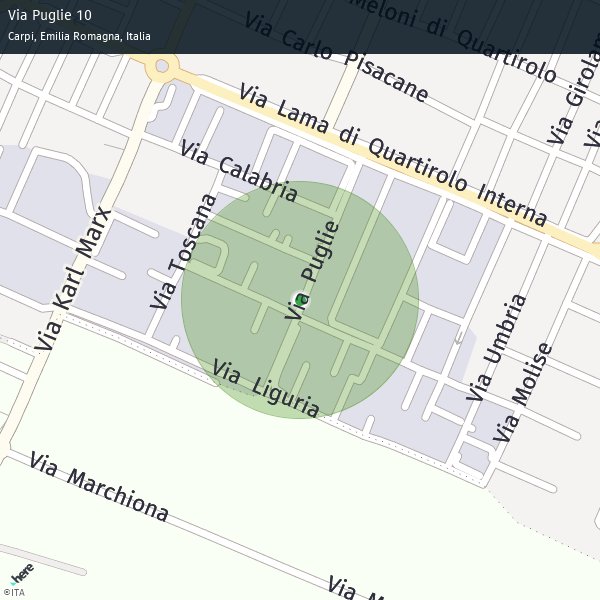 Via Puglie 10
Carpi, Emilia Romagna, Italia
Meloni di Quartirolo
Via Carlo Pisacane
Via Girolam
Via
Via Lama di Quartirolo Interna
Via Calabria
Via Toscana
Via Karl Marx
Via Puglie
Via Umbria
Via Molise
Via Liguria
Via Marchiona
Via M
here
©ITA